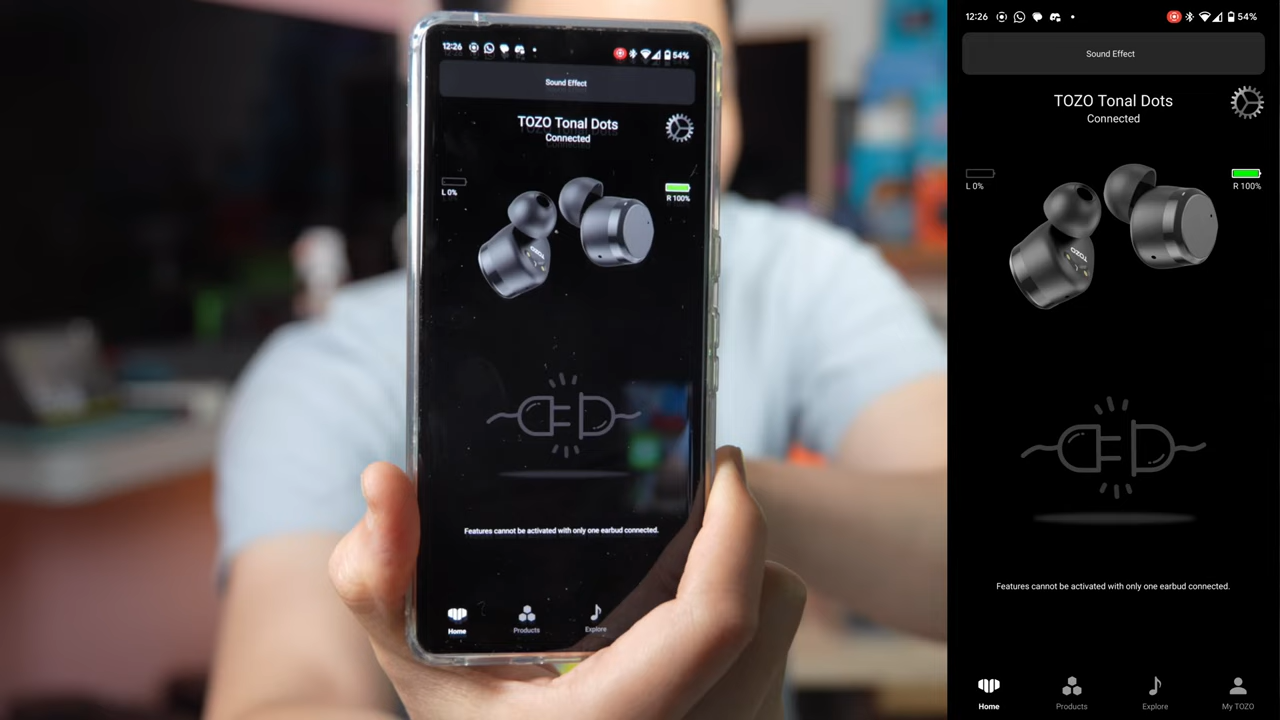 12:26
54%
Sound Effect
TOZO Tonal Dots
Connected
L 0%
R 100%
TOZO
Features cannot be activated with only one earbud connected.
Home
Products
Explore
12:26
54%
Sound Effect
TOZO Tonal Dots
Connected
L 0%
R 100%
TOZO
Features cannot be activated with only one earbud connected.
Home
Products
Explore
My TOZO